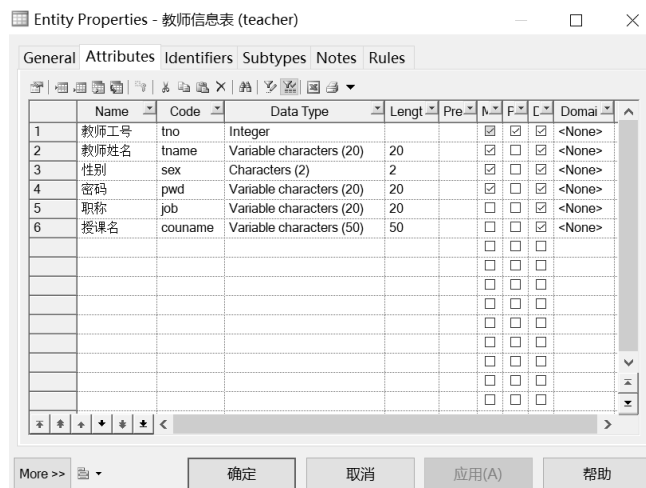 Entity Properties - 教师信息表 (teacher)
General Attributes Identifiers Subtypes Notes Rules
Name Code Data Type Lengt Pre Domai
1 教师工号 tno Integer <None>
2 教师姓名 tname Variable characters (20) 20 <None>
3 性别 sex Characters (2) 2 <None>
4 密码 pwd Variable characters (20) 20 <None>
5 职称 job Variable characters (20) 20 <None>
6 授课名 couname Variable characters (50) 50 <None>
More >> 确定 取消 应用(A) 帮助